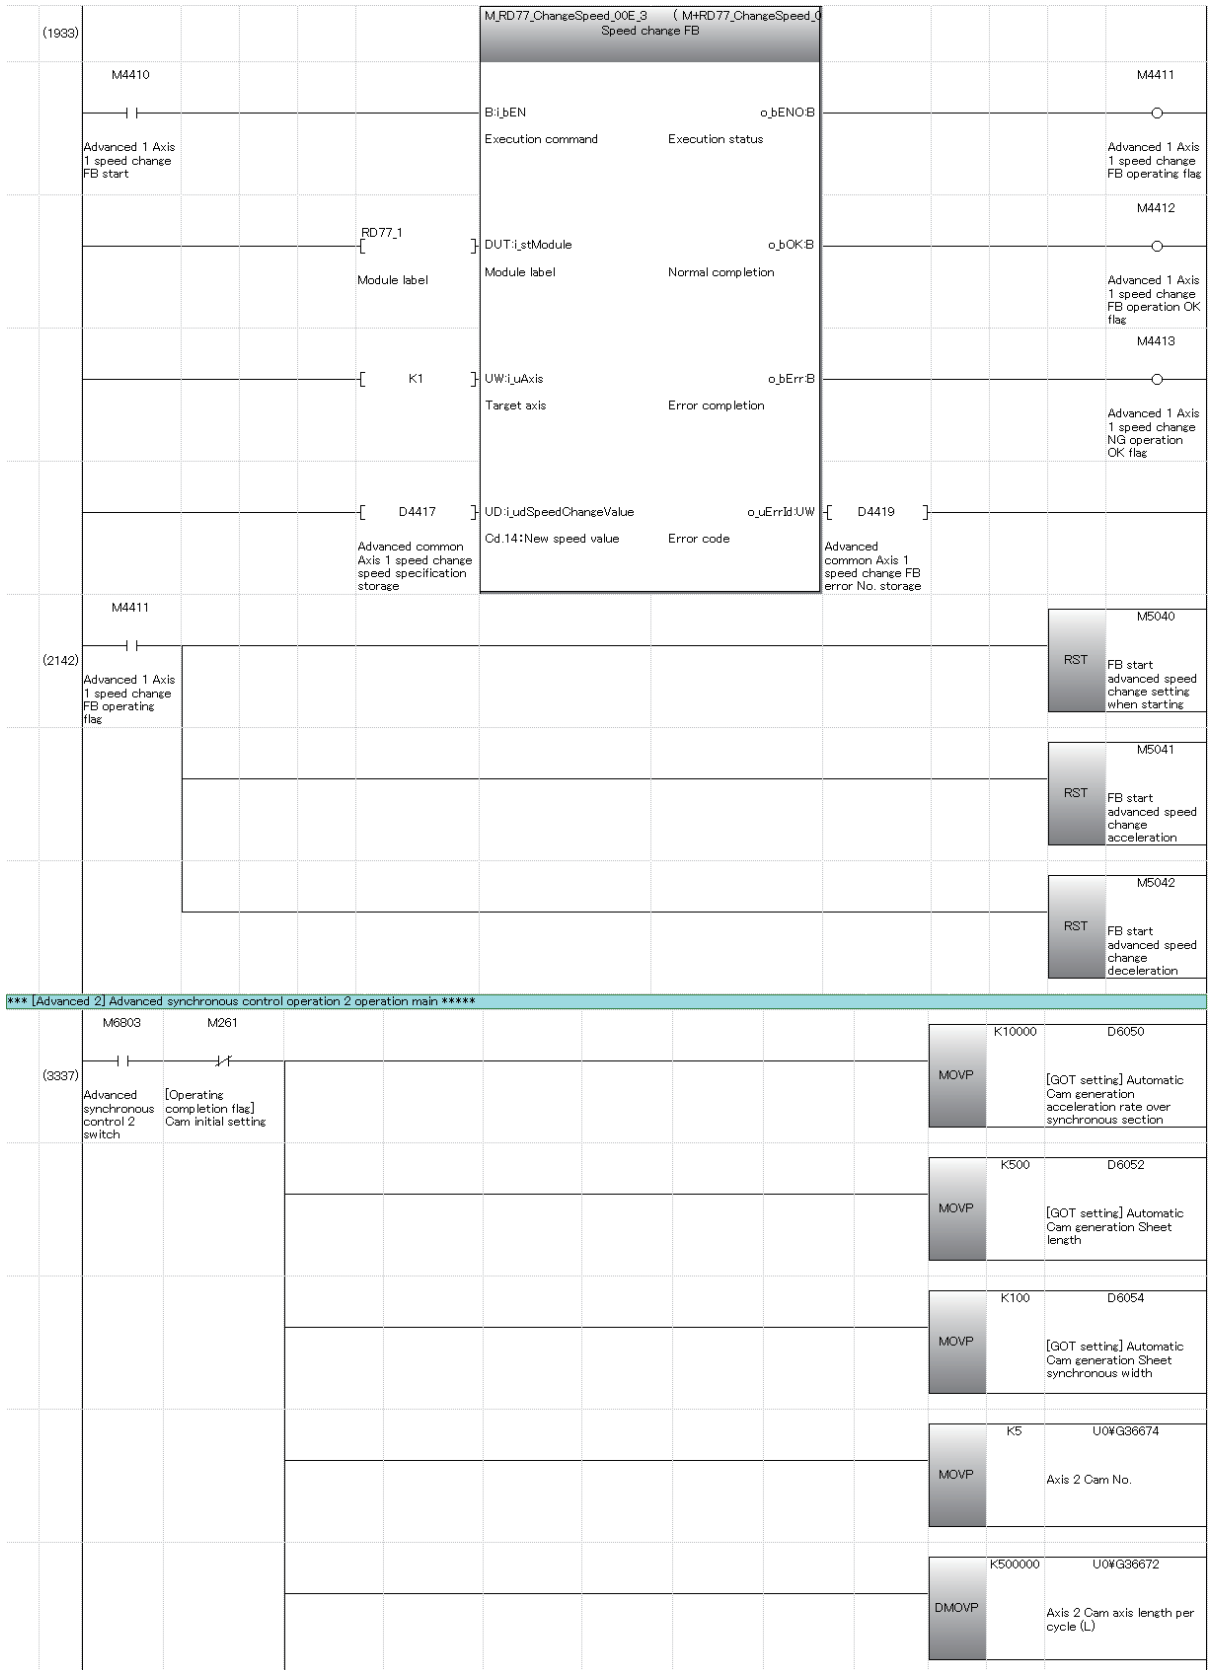 M_RD77_ChangeSpeed_00E_3 ( M+RD77_ChangeSpeed_0
Speed change FB
(1933)
M4410
M4411
B:i_bEN
o_bENO:B
Execution command
Execution status
Advanced 1 Axis
1 speed change
FB start
Advanced 1 Axis
1 speed change
FB operating flag
M4412
RD77_1
DUT:i_stModule
o_bOK:B
Module label
Module label
Normal completion
Advanced 1 Axis
1 speed change
FB operation OK
flag
M4413
K1
UW:i_uAxis
o_bErr:B
Target axis
Error completion
Advanced 1 Axis
1 speed change
NG operation
OK flag
D4417
UD:i_udSpeedChangeValue
o_uErrId:UW
D4419
Cd.14:New speed value
Error code
Advanced common
Axis 1 speed change
speed specification
storage
Advanced
common Axis 1
speed change FB
error No. storage
M4411
M5040
(2142)
RST
Advanced 1 Axis
1 speed change
FB operating
flag
FB start
advanced speed
change setting
when starting
M5041
RST
FB start
advanced speed
change
acceleration
M5042
RST
FB start
advanced speed
change
deceleration
*** [Advanced 2] Advanced synchronous control operation 2 operation main *****
M6803
M261
K10000
D6050
(3337)
MOVP
Advanced
synchronous
control 2
switch
[Operating
completion flag]
Cam initial setting
[GOT setting] Automatic
Cam generation
acceleration rate over
synchronous section
K500
D6052
MOVP
[GOT setting] Automatic
Cam generation Sheet
length
K100
D6054
MOVP
[GOT setting] Automatic
Cam generation Sheet
synchronous width
K5
U0¥G36674
MOVP
Axis 2 Cam No.
K500000
U0¥G36672
DMOVP
Axis 2 Cam axis length per
cycle (L)